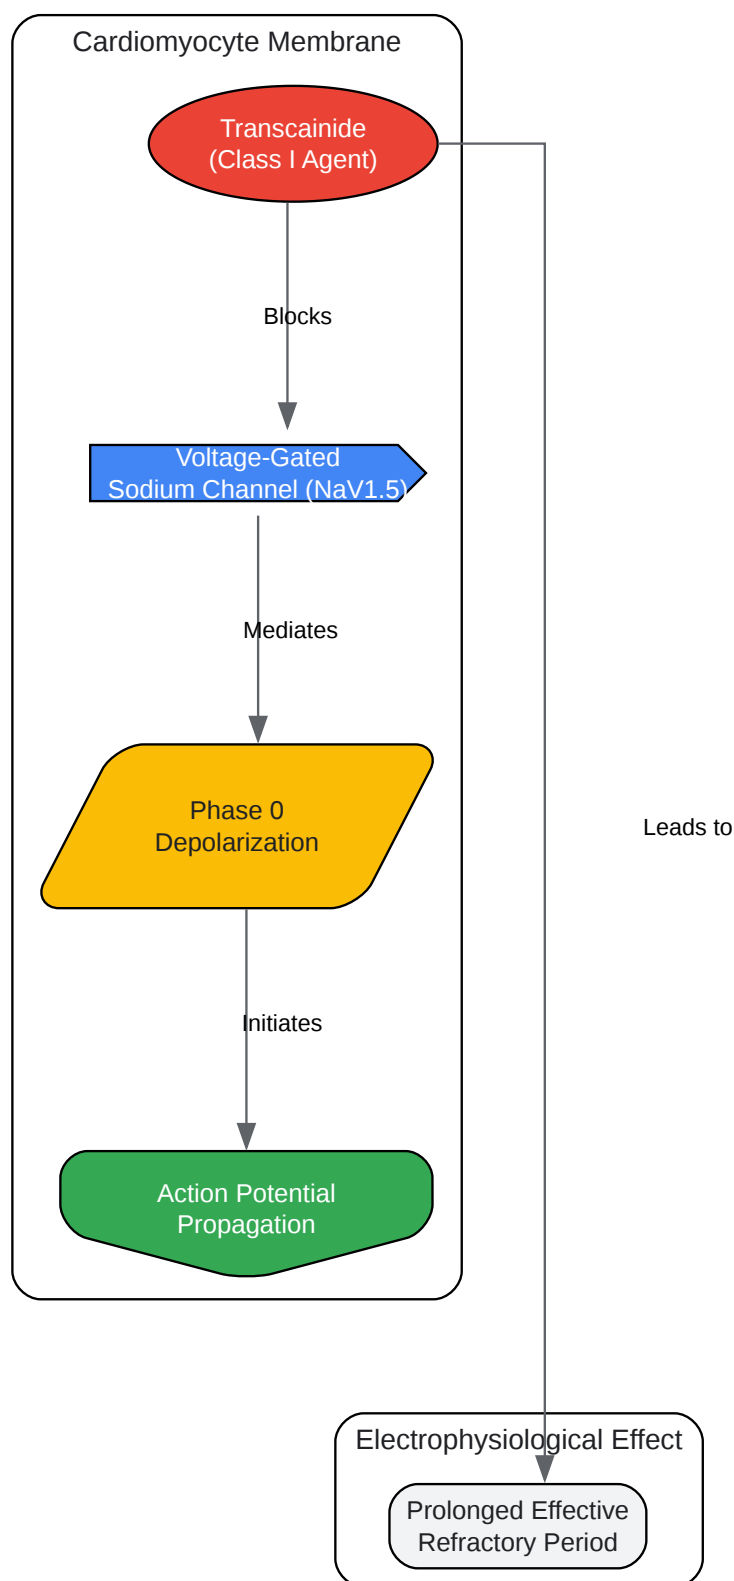 Cardiomyocyte Membrane
Transcainide
(Class I Agent)
Blocks
Voltage-Gated
Sodium Channel (NaV1.5)
Mediates
Phase 0
Depolarization
Leads to
Initiates
Action Potential
Propagation
Electrophysiological Effect
Prolonged Effective
Refractory Period